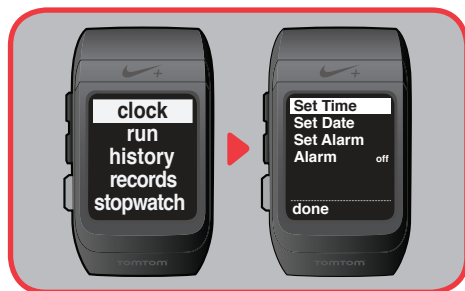 clock
run
history
records
stopwatch
TOMTOM
Set Time
Set Date
Set Alarm
Alarm off
done
TOMTOM